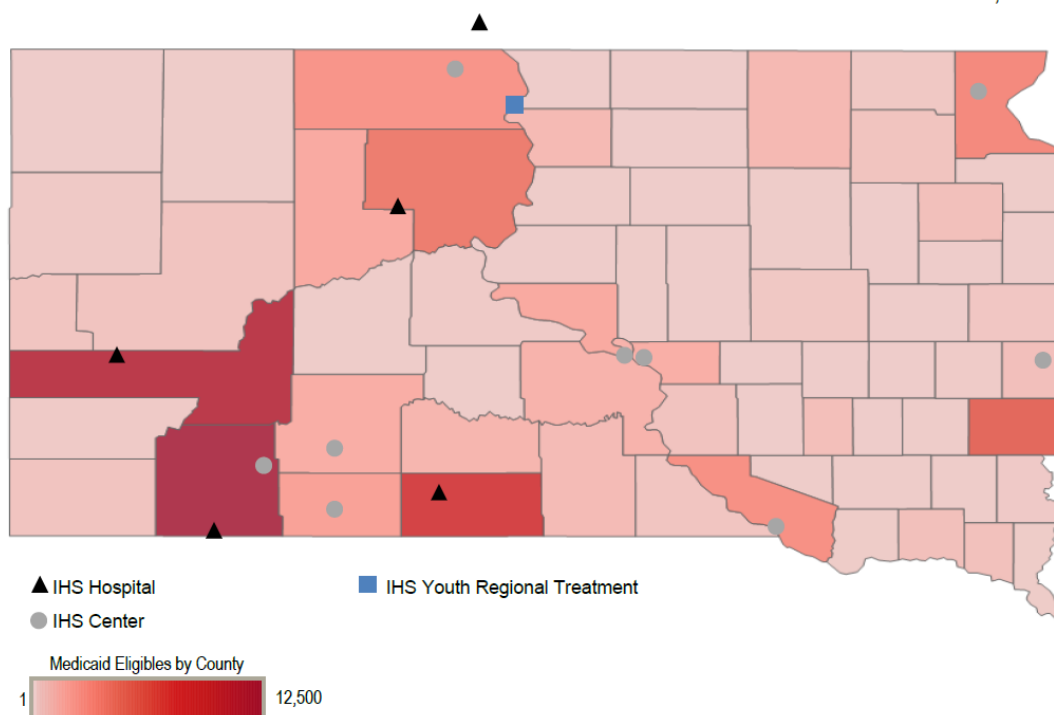 IHS Hospital
IHS Youth Regional Treatment
IHS Center
Medicaid Eligibles by County
1
12,500